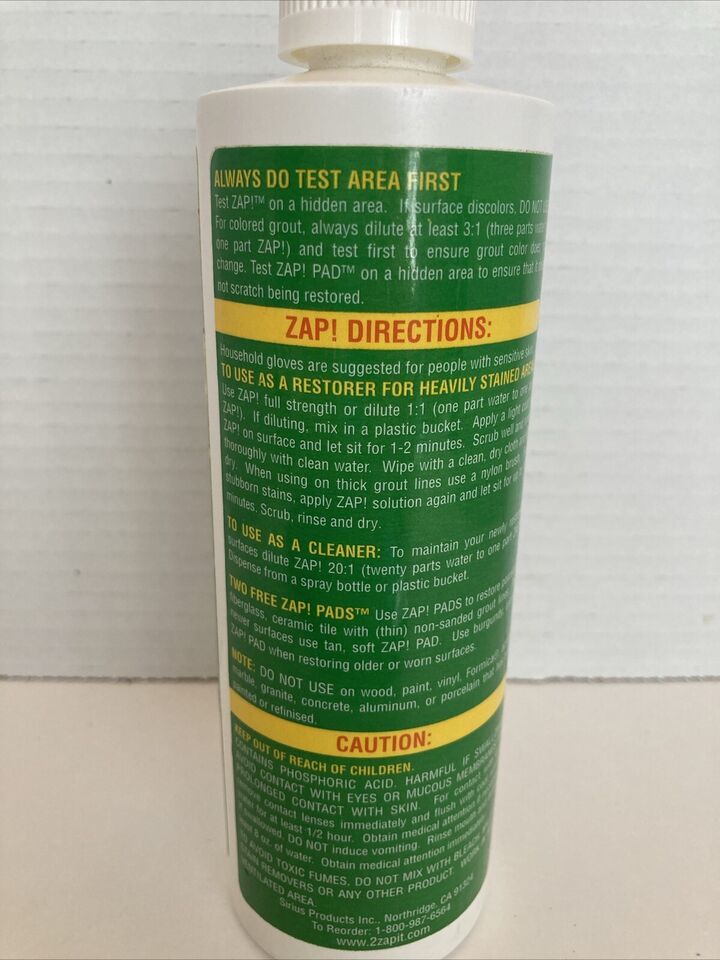 ALWAYS DO TEST AREA FIRST
Test ZAP!™ on a hidden area. If surface discolors, DO NOT
For colored grout, always dilute at least 3:1 (three parts
one part ZAP!) and test first to ensure grout color
change. Test ZAP! PAD™ on a hidden area to ensure that it
not scratch being restored.
ZAP! DIRECTIONS:
Household gloves are suggested for people with sensitive
TO USE AS A RESTORER FOR HEAVILY STAINED
Use ZAP! full strength or dilute 1:1 (one part water to
ZAP!). If diluting, mix in a plastic bucket. Apply a light
ZAP! on surface and let sit for 1-2 minutes. Scrub well
thoroughly with clean water. Wipe with a clean, dry cloth
dry. When using on thick grout lines use a nylon brush.
stubborn stains, apply ZAP! solution again and let sit for
minutes. Scrub, rinse and dry.
TO USE AS A CLEANER: To maintain your newly
surfaces dilute ZAP! 20:1 (twenty parts water to one part
Dispense from a spray bottle or plastic bucket.
TWO FREE ZAP! PADS™ Use ZAP! PADS to restore
fiberglass, ceramic tile with (thin) non-sanded grout
newer surfaces use tan, soft ZAP! PAD. Use
ZAP! PAD when restoring older or worn surfaces.
NOTE: DO NOT USE on wood, paint, vinyl, Formica®,
marble, granite, concrete, aluminum, or porcelain that
painted or refinised.
CAUTION:
KEEP OUT OF REACH OF CHILDREN.
CONTAINS PHOSPHORIC ACID. HARMFUL IF
AVOID CONTACT WITH EYES OR MUCOUS
PROLONGED CONTACT WITH SKIN. For contact
contact lenses immediately and flush with
water for at least 1/2 hour. Obtain medical attention
swallowed, DO NOT induce vomiting. Rinse
8 oz. of water. Obtain medical attention
AVOID TOXIC FUMES, DO NOT MIX WITH
REMOVERS OR ANY OTHER PRODUCT. WORK
VENTILATED AREA.
Sirius Products Inc., Northridge, CA 91324
To Reorder: 1-800-987-6564
www.2zapit.com